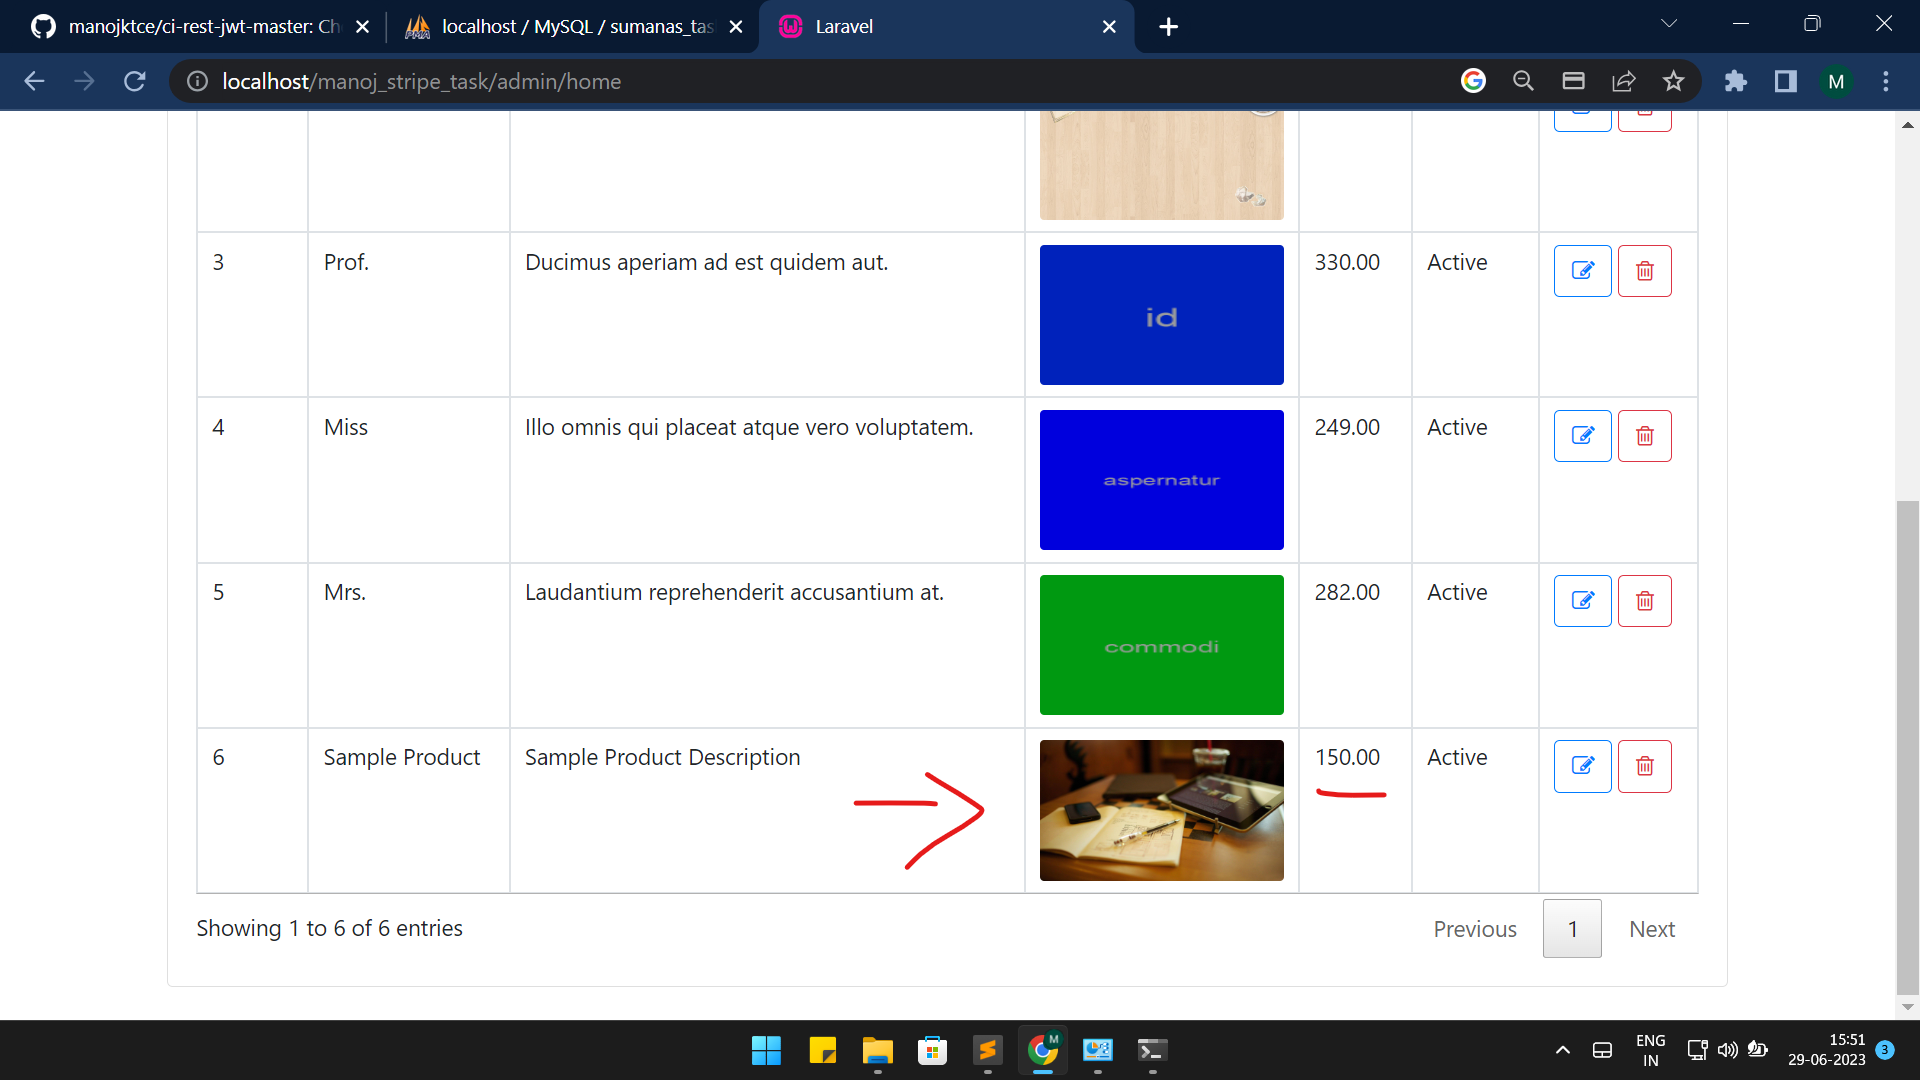 manojktce/ci-rest-jwt-master: Ch
localhost / MySQL / sumanas_tas
Laravel
localhost/manoj_stripe_task/admin/home
M
3 Prof. Ducimus aperiam ad est quidem aut. id 330.00 Active
4 Miss Illo omnis qui placeat atque vero voluptatem. aspernatur 249.00 Active
5 Mrs. Laudantium reprehenderit accusantium at. commodi 282.00 Active
6 Sample Product Sample Product Description 150.00 Active
Showing 1 to 6 of 6 entries
Previous 1 Next
M
ENG
IN
15:51
29-06-2023
3